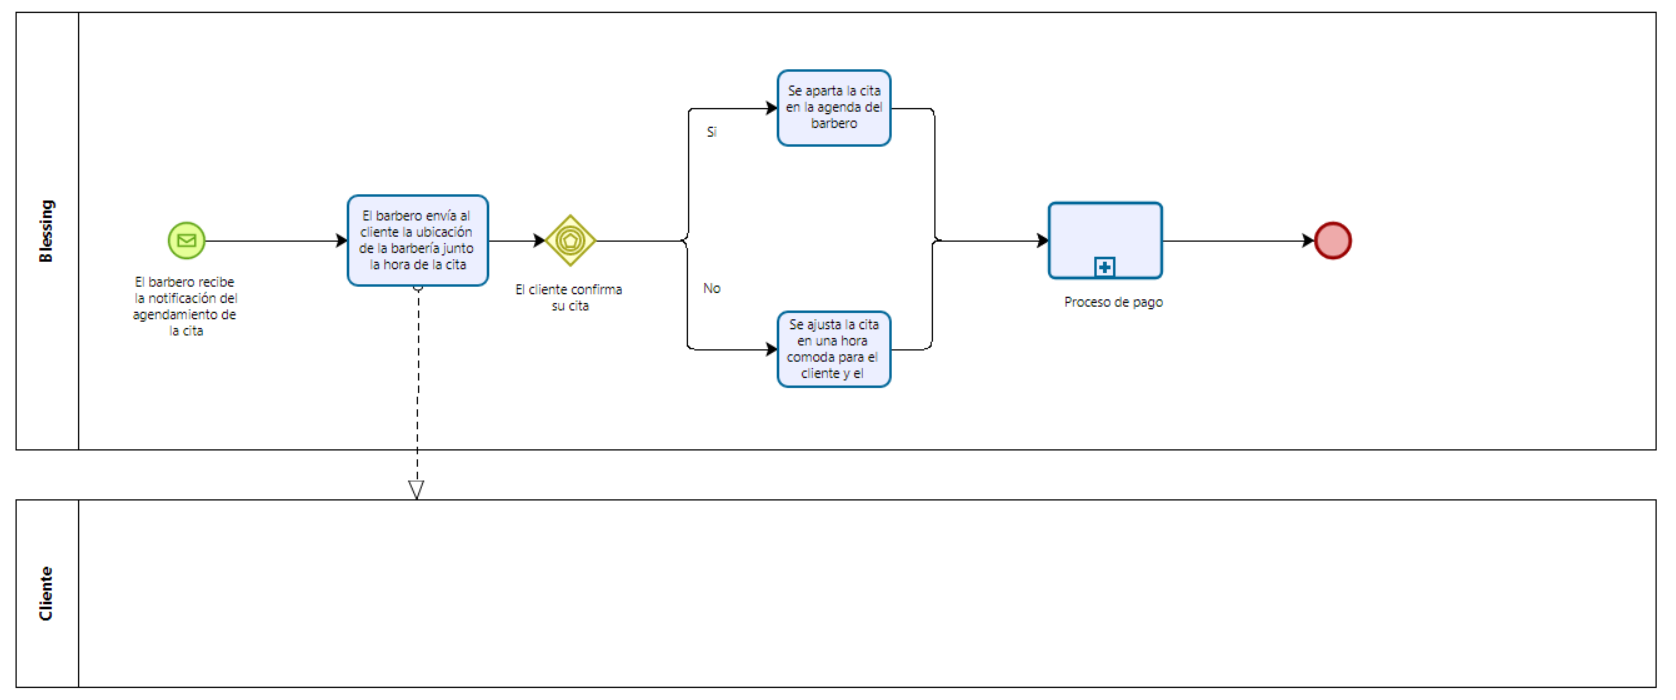 Blessing
El barbero recibe
la notificación del
agendamiento de
la cita
El barbero envía al
cliente la ubicación
de la barbería junto
la hora de la cita
El cliente confirma
su cita
Si
No
Se aparta la cita
en la agenda del
barbero
Se ajusta la cita
en una hora
comoda para el
cliente y el
Proceso de pago
Cliente